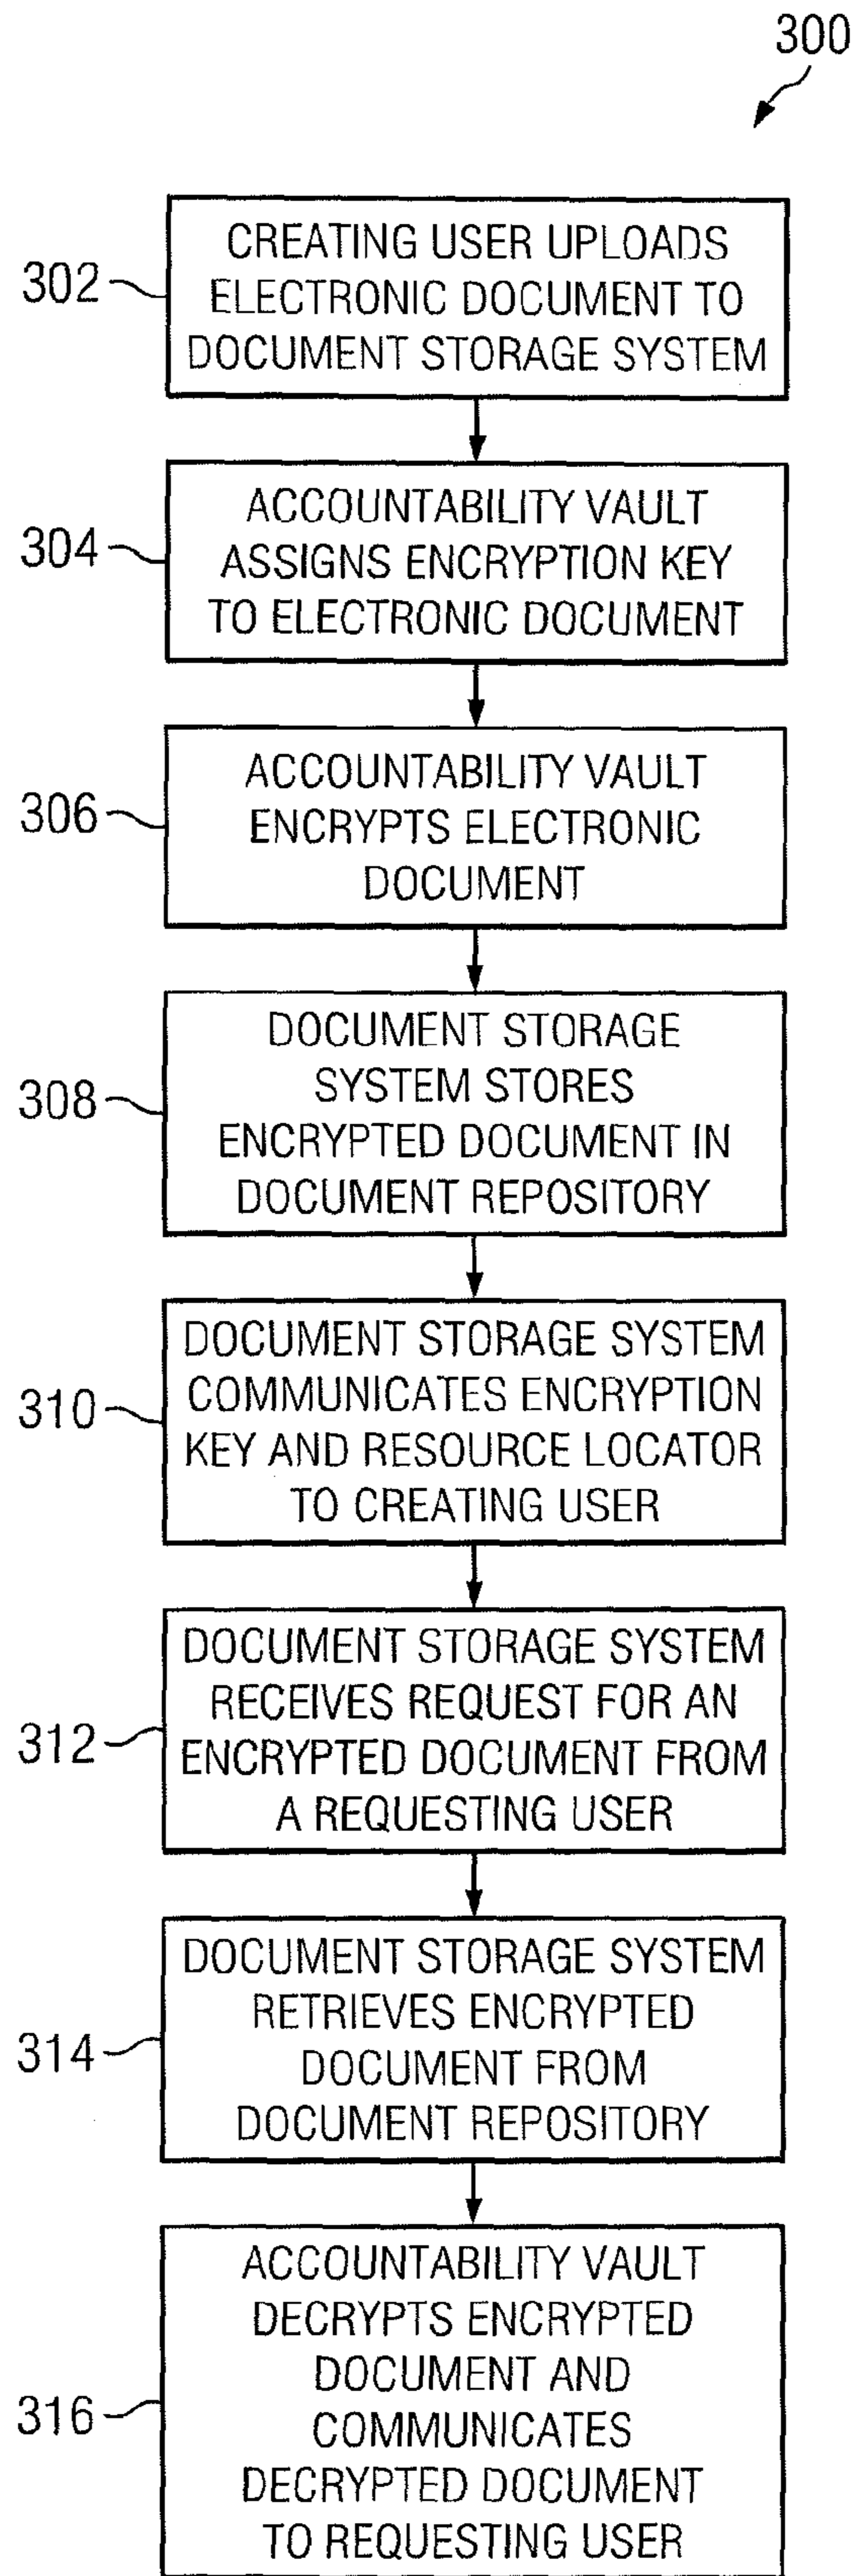 300
302
CREATING USER UPLOADS
ELECTRONIC DOCUMENT TO
DOCUMENT STORAGE SYSTEM
304
ACCOUNTABILITY VAULT
ASSIGNS ENCRYPTION KEY
TO ELECTRONIC DOCUMENT
306
ACCOUNTABILITY VAULT
ENCRYPTS ELECTRONIC
DOCUMENT
308
DOCUMENT STORAGE
SYSTEM STORES
ENCRYPTED DOCUMENT IN
DOCUMENT REPOSITORY
310
DOCUMENT STORAGE SYSTEM
COMMUNICATES ENCRYPTION
KEY AND RESOURCE LOCATOR
TO CREATING USER
312
DOCUMENT STORAGE SYSTEM
RECEIVES REQUEST FOR AN
ENCRYPTED DOCUMENT FROM
A REQUESTING USER
314
DOCUMENT STORAGE SYSTEM
RETRIEVES ENCRYPTED
DOCUMENT FROM
DOCUMENT REPOSITORY
316
ACCOUNTABILITY VAULT
DECRYPTS ENCRYPTED
DOCUMENT AND
COMMUNICATES
DECRYPTED DOCUMENT
TO REQUESTING USER